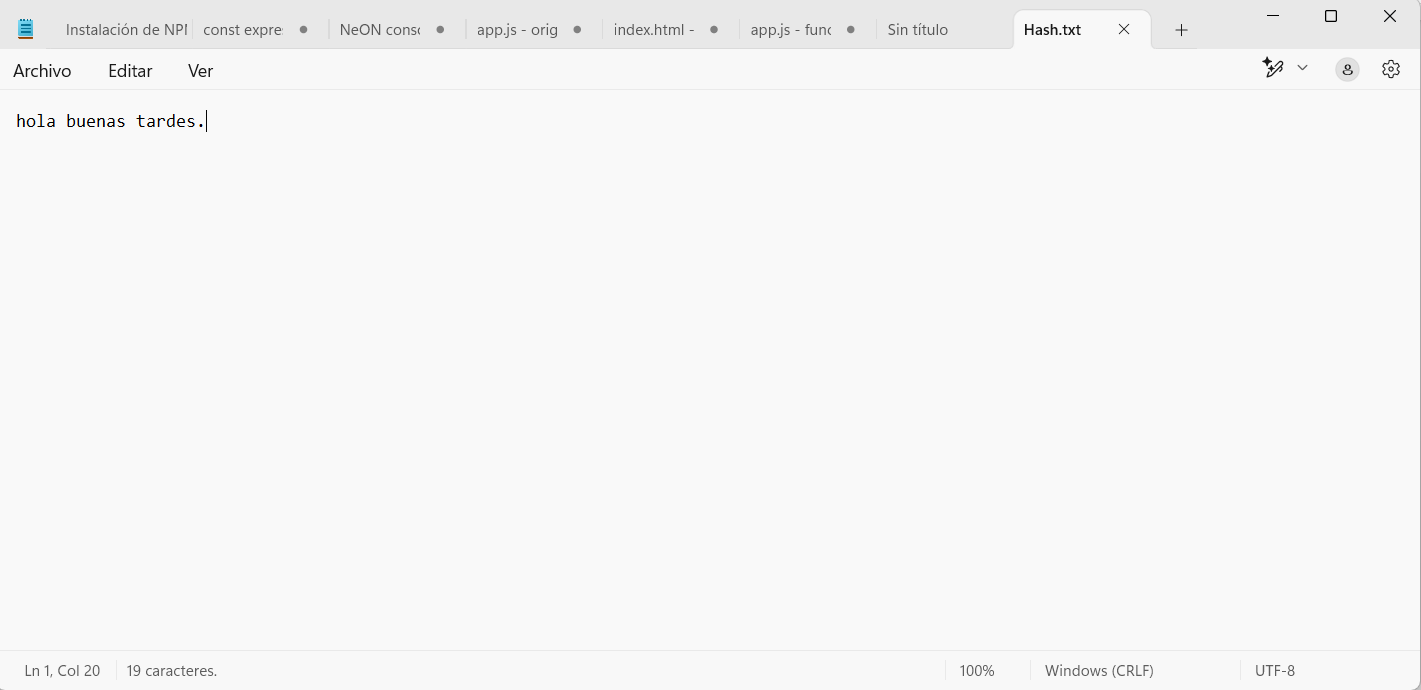 Instalación de NPI const expre NeON conso app.js - orig index.html - app.js - func Sin título Hash.txt
Archivo Editar Ver
hola buenas tardes.
Ln 1, Col 20 19 caracteres. 100% Windows (CRLF) UTF-8